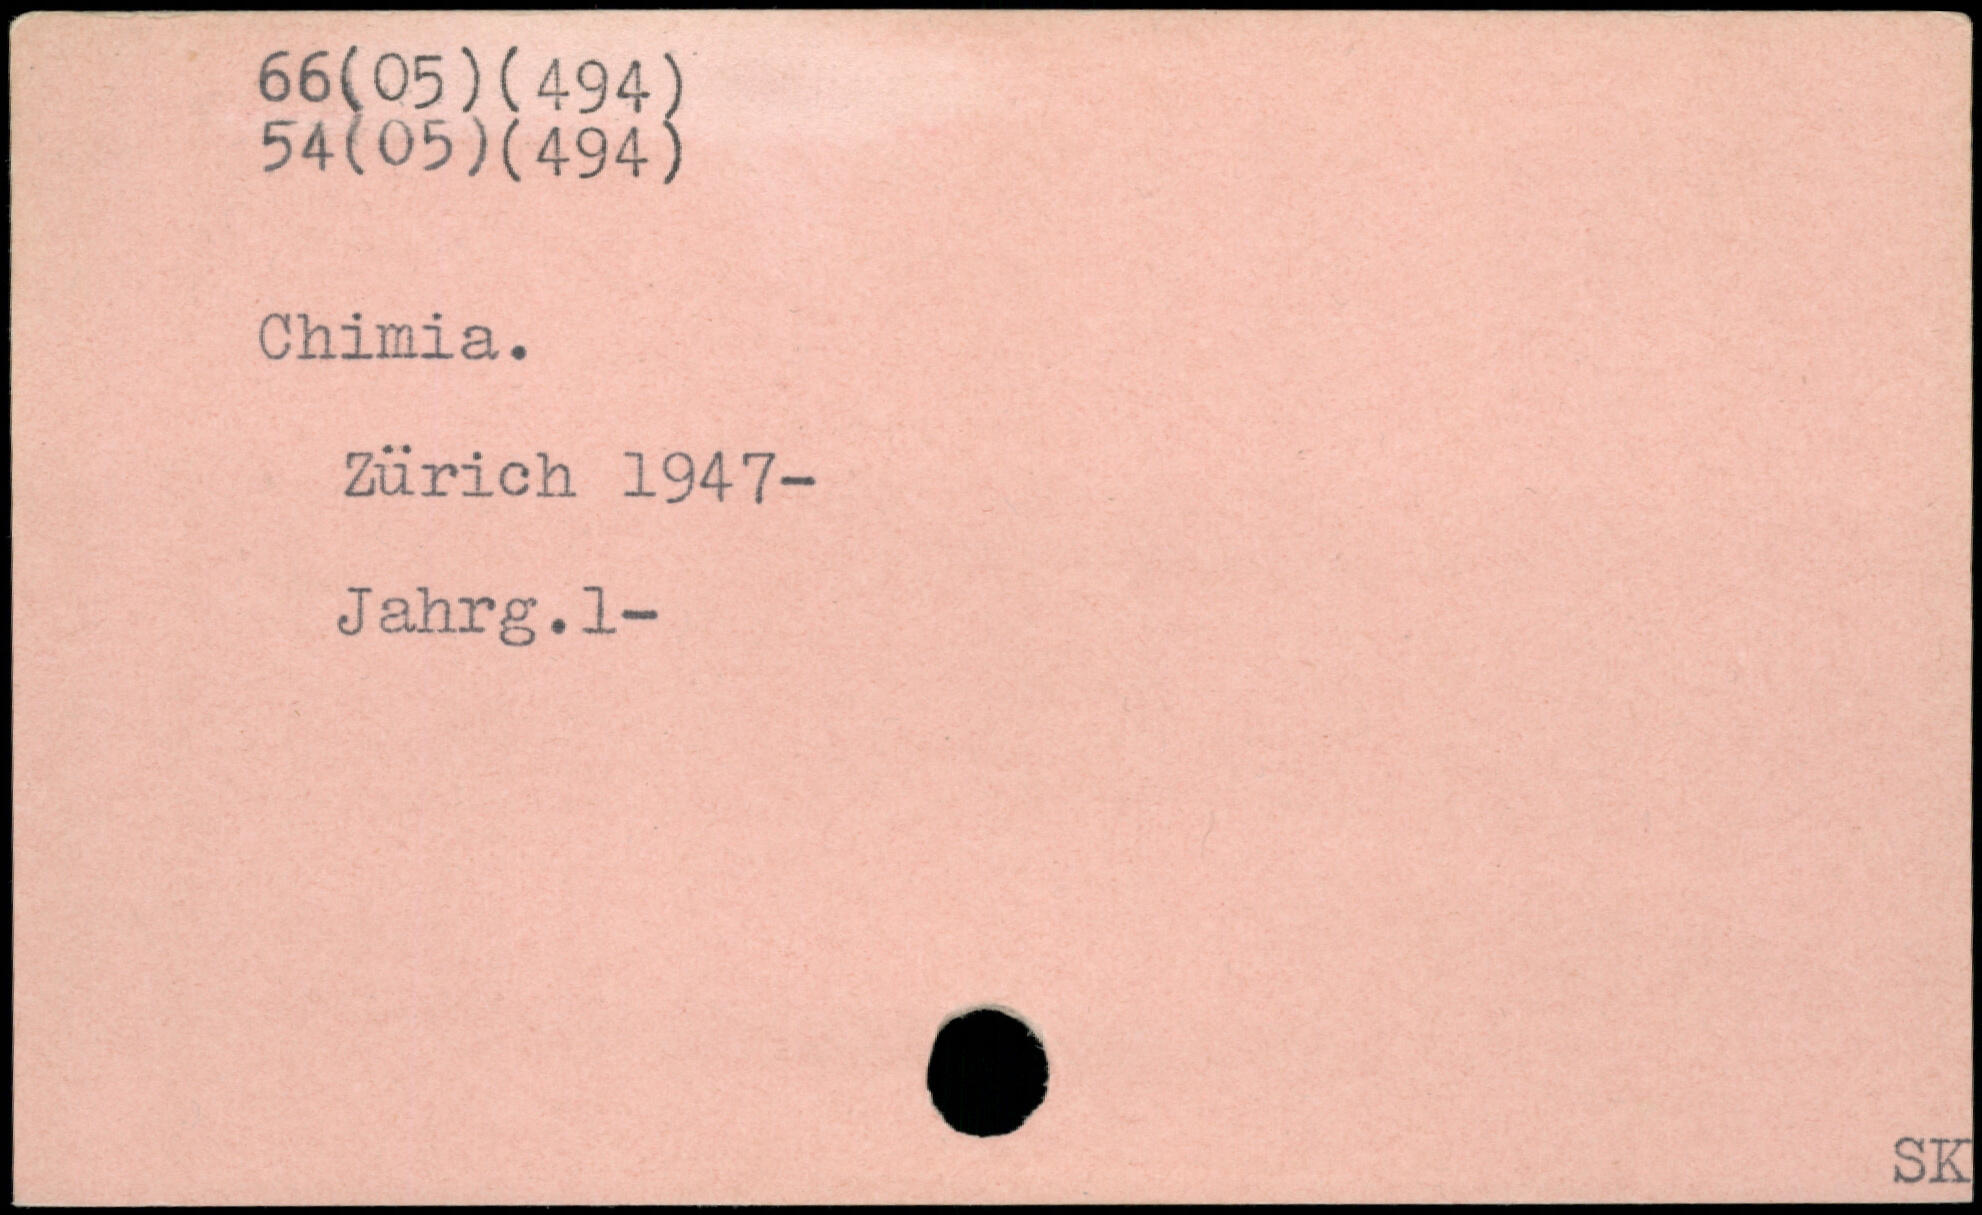 66(05)(494)
54(05)(494)
Chimia.
Zürich 1947-
Jahrg.1-
SK